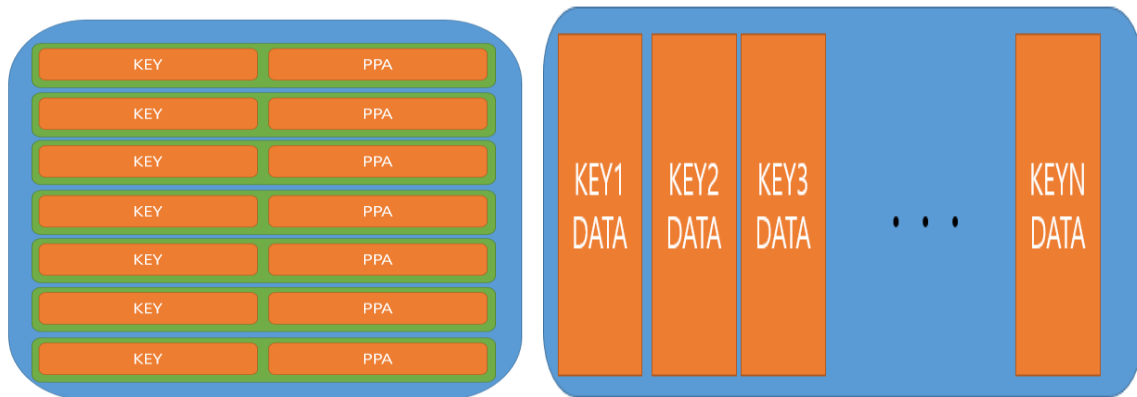 KEY PPA
KEY PPA
KEY PPA
KEY PPA
KEY PPA
KEY PPA
KEY PPA
KEY1
DATA
KEY2
DATA
KEY3
DATA
. . .
KEYN
DATA